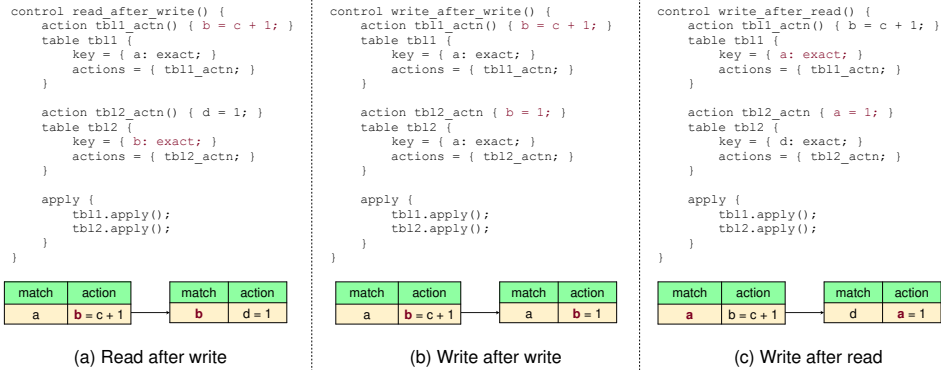 control read_after_write() {
    action tbl1_actn() { b = c + 1; }
    table tbl1 {
        key = { a: exact; }
        actions = { tbl1_actn; }
    }

    action tbl2_actn() { d = 1; }
    table tbl2 {
        key = { b: exact; }
        actions = { tbl2_actn; }
    }

    apply {
        tbl1.apply();
        tbl2.apply();
    }
}
match action match action
a b = c + 1 b d = 1
(a) Read after write
control write_after_write() {
    action tbl1_actn() { b = c + 1; }
    table tbl1 {
        key = { a: exact; }
        actions = { tbl1_actn; }
    }

    action tbl2_actn { b = 1; }
    table tbl2 {
        key = { a: exact; }
        actions = { tbl2_actn; }
    }

    apply {
        tbl1.apply();
        tbl2.apply();
    }
}
match action match action
a b = c + 1 a b = 1
(b) Write after write
control write_after_read() {
    action tbl1_actn() { b = c + 1; }
    table tbl1 {
        key = { a: exact; }
        actions = { tbl1_actn; }
    }

    action tbl2_actn { a = 1; }
    table tbl2 {
        key = { d: exact; }
        actions = { tbl2_actn; }
    }

    apply {
        tbl1.apply();
        tbl2.apply();
    }
}
match action match action
a b = c + 1 d a = 1
(c) Write after read